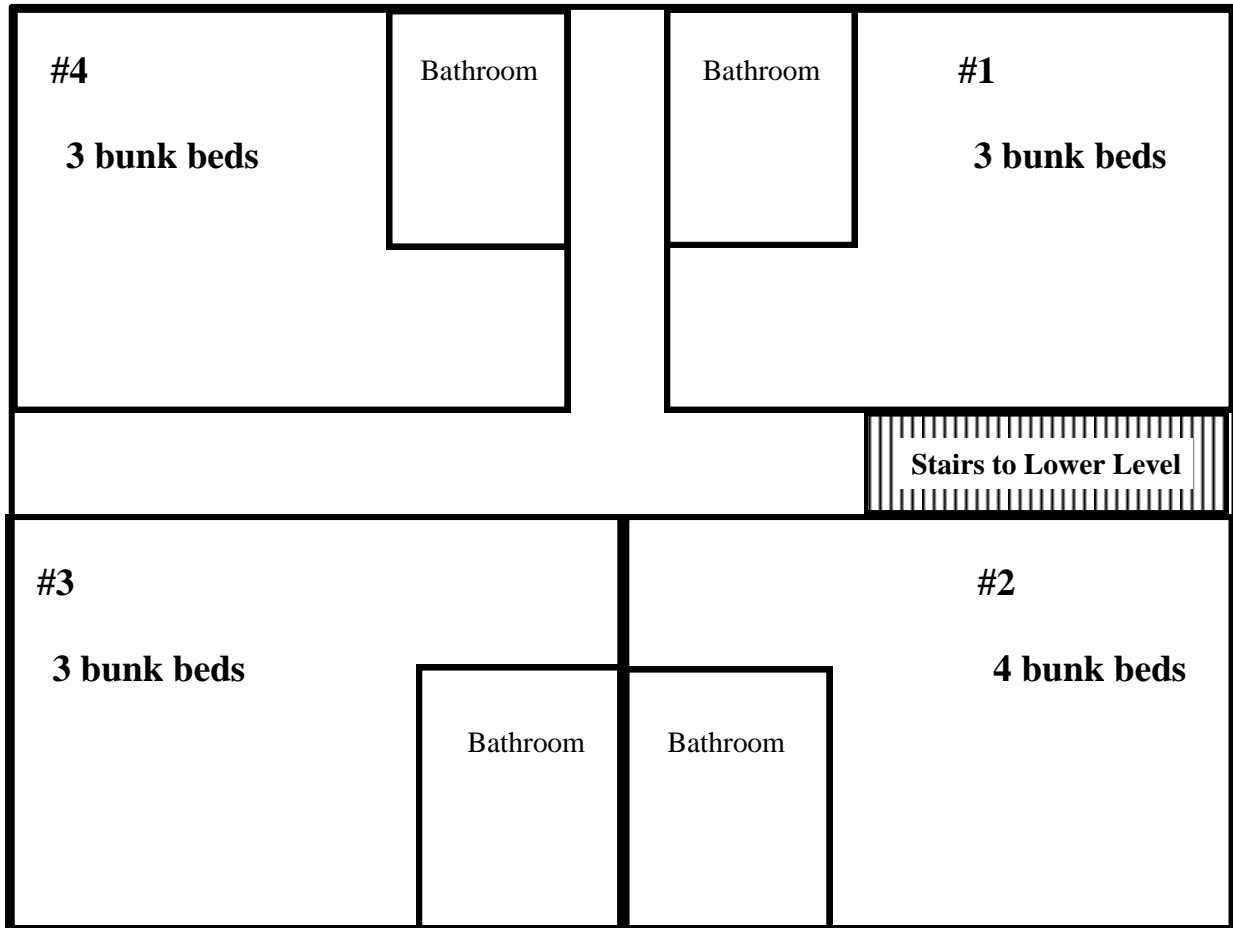 #4
Bathroom
Bathroom
#1
3 bunk beds
3 bunk beds
Stairs to Lower Level
#3
#2
3 bunk beds
4 bunk beds
Bathroom
Bathroom